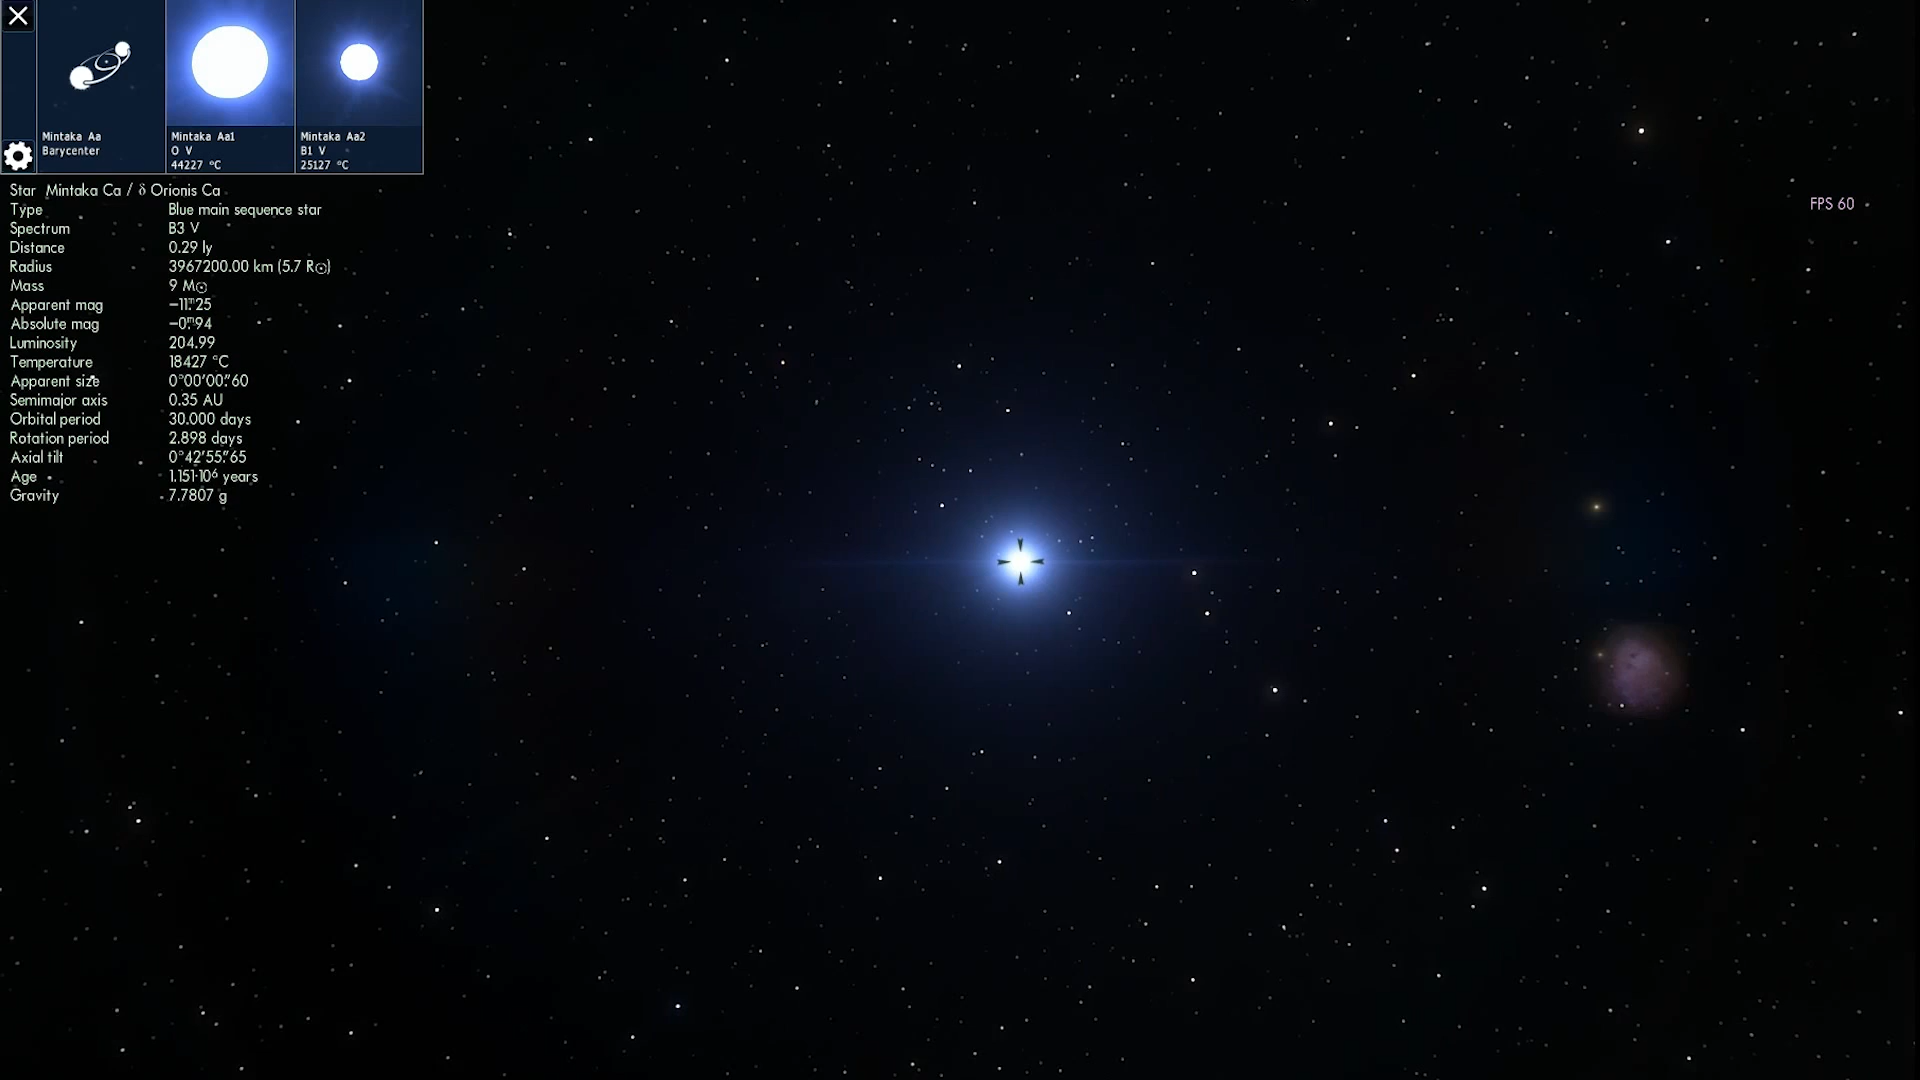 Mintaka Aa
Barycenter
Mintaka Aa1
O V
44227 °C
Mintaka Aa2
B1 V
25127 °C
Star Mintaka Ca / δ Orionis Ca
Type Blue main sequence star
Spectrum B3 V
Distance 0.29 ly
Radius 3967200.00 km (5.7 R☉)
Mass 9 M☉
Apparent mag −11ᵐ.25
Absolute mag −0ᵐ.94
Luminosity 204.99
Temperature 18427 °C
Apparent size 0°00'00."60
Semimajor axis 0.35 AU
Orbital period 30.000 days
Rotation period 2.898 days
Axial tilt 0°42'55."65
Age 1.151·10⁶ years
Gravity 7.7807 g
FPS 60